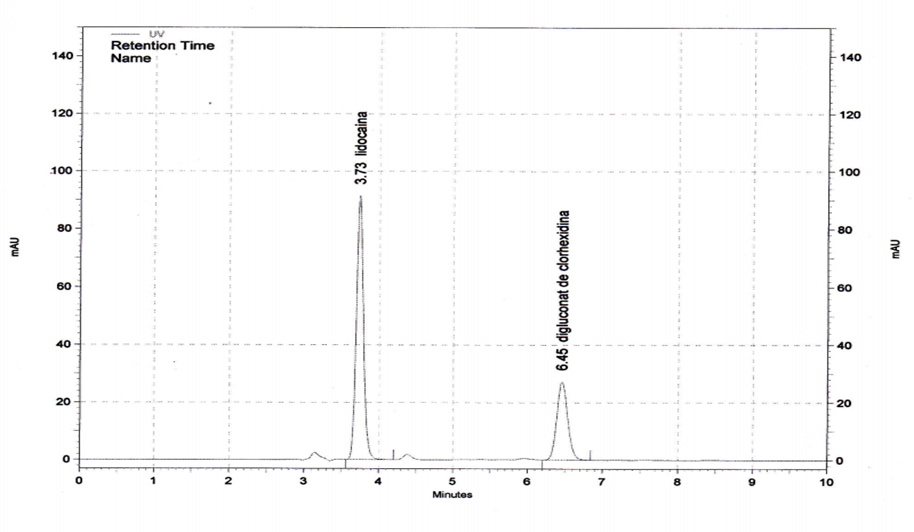 UV
Retention Time
Name
mAU
140
120
100
80
60
40
20
0
3.73 lidocaina
6.45 digluconat de clorhexidina
140
120
100
80
60
40
20
0
mAU
0 1 2 3 4 5 6 7 8 9 10
Minutes